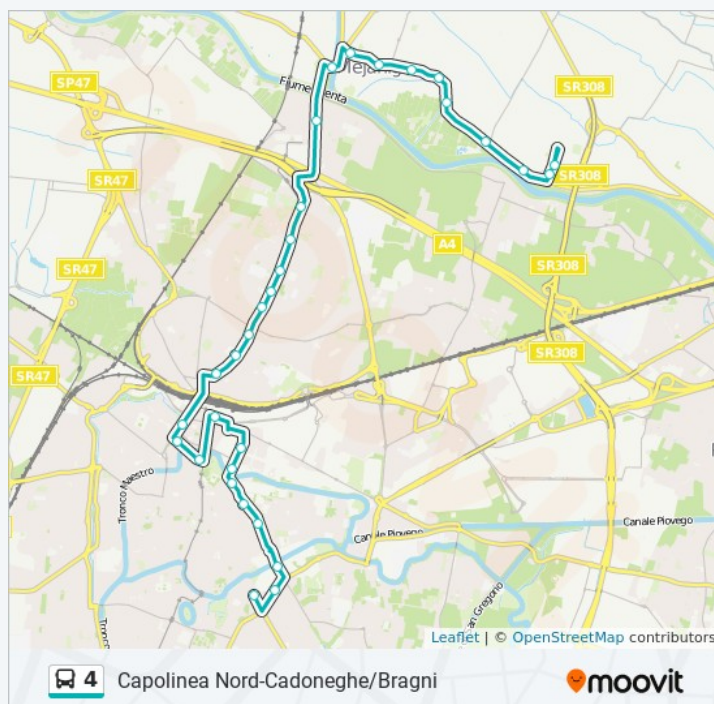 SP47
SR308
Fiume Brenta
SR308
SR47
A4
SR47
SR308
SR308
SR47
Tronco Maestro
Canale Piovego
Canale Piovego
San Gregorio
Leaflet | © OpenStreetMap contributors
4 Capolinea Nord-Cadoneghe/Bragni
moovit